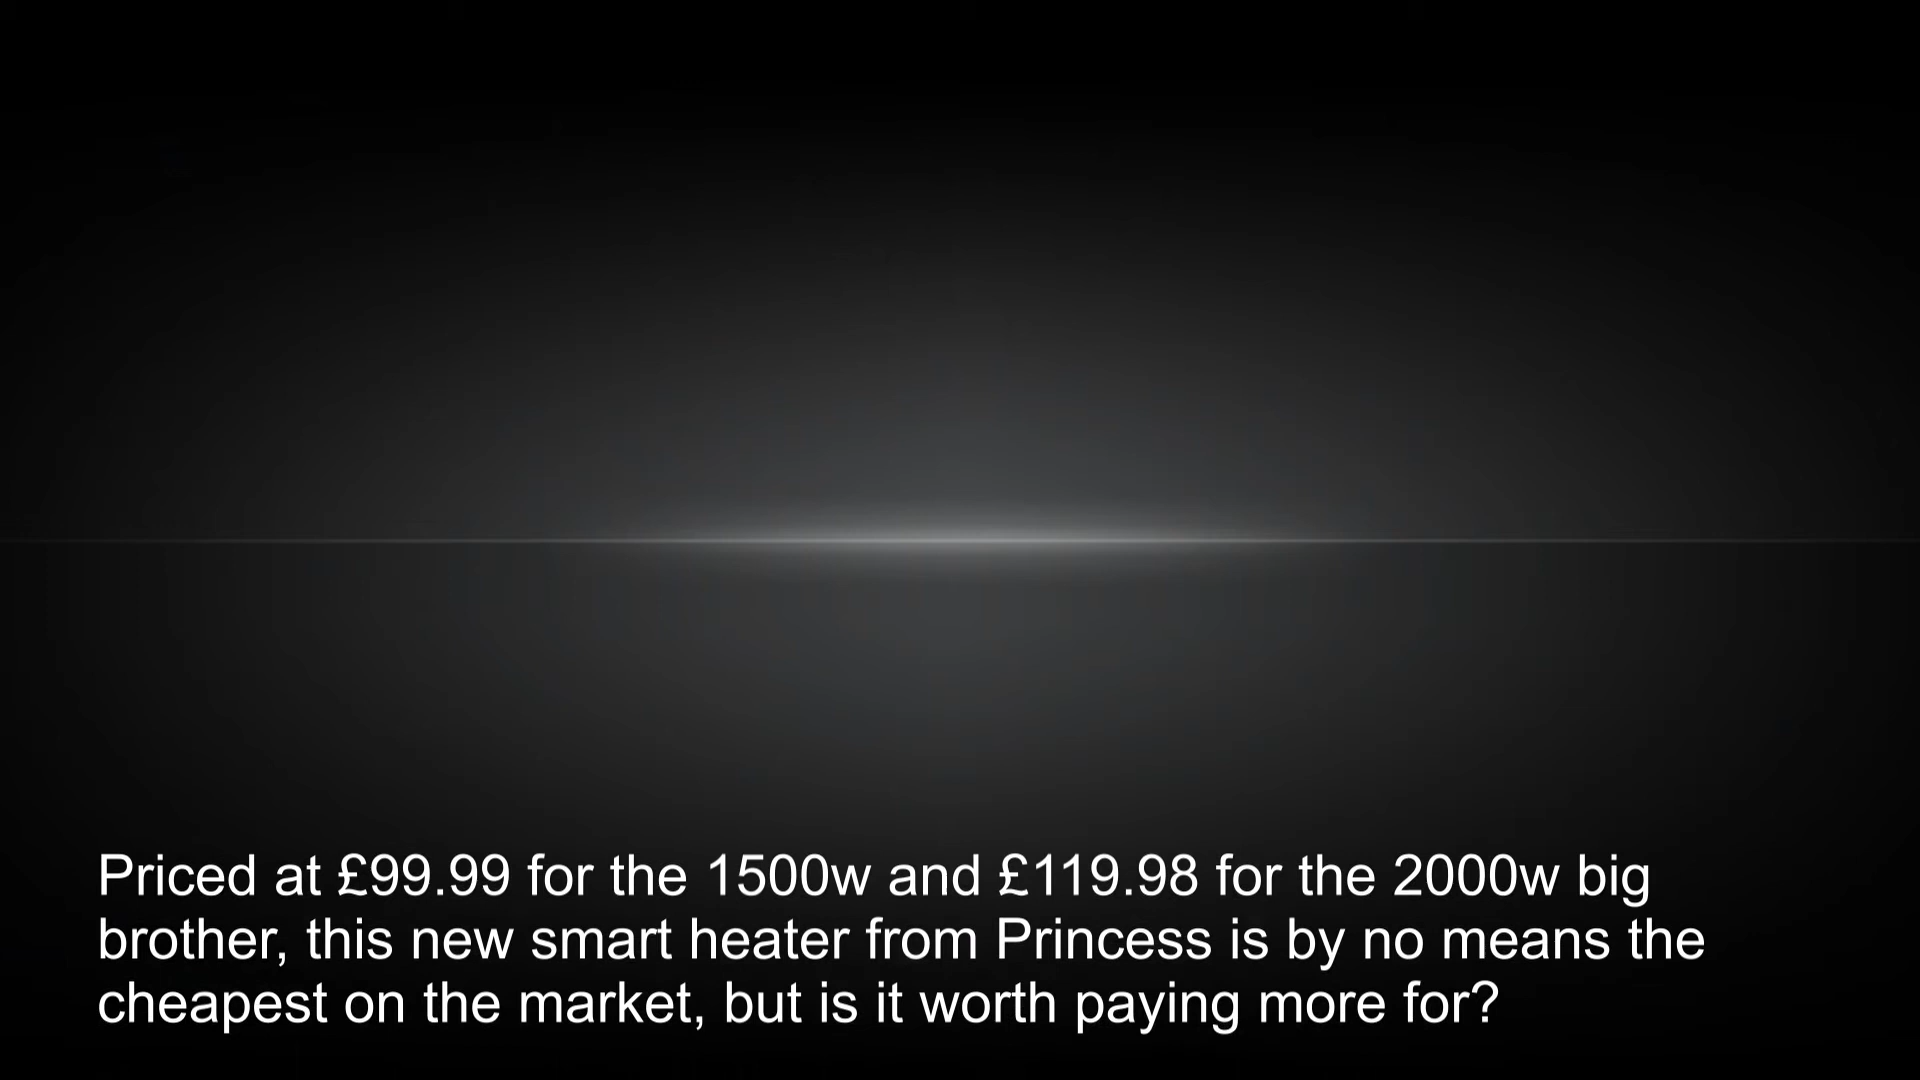 Priced at £99.99 for the 1500w and £119.98 for the 2000w big
brother, this new smart heater from Princess is by no means the
cheapest on the market, but is it worth paying more for?